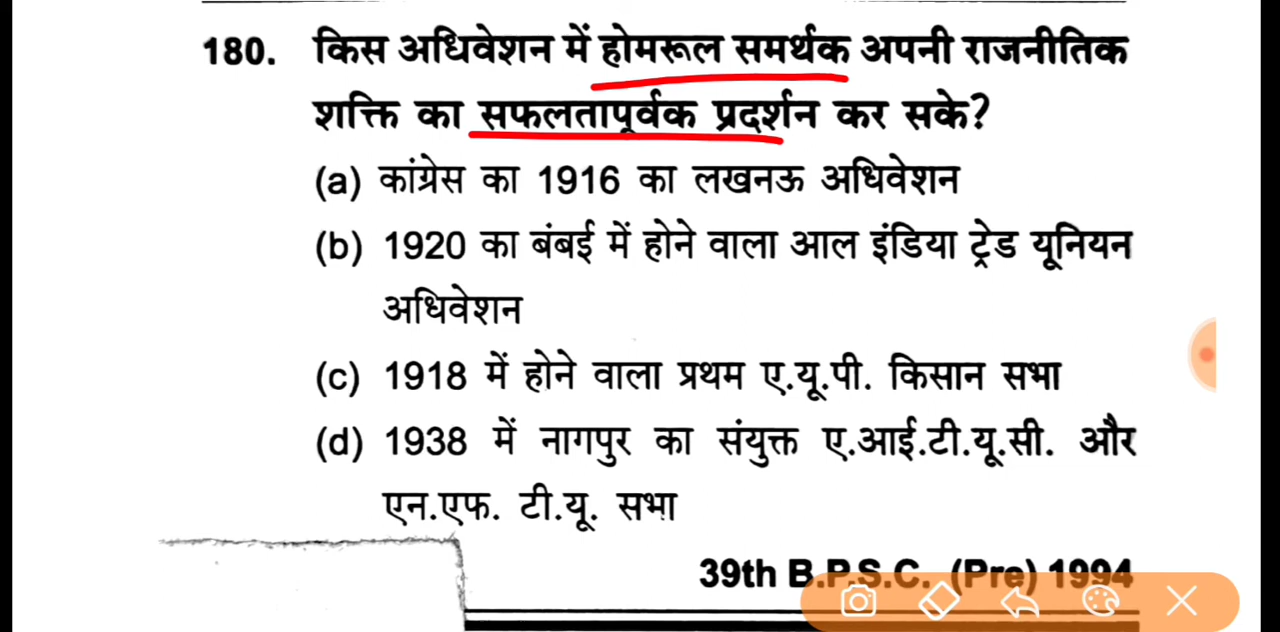 180. किस अधिवेशन में होमरूल समर्थक अपनी राजनीतिक
शक्ति का सफलतापूर्वक प्रदर्शन कर सके?
(a) कांग्रेस का 1916 का लखनऊ अधिवेशन
(b) 1920 का बंबई में होने वाला आल इंडिया ट्रेड यूनियन
अधिवेशन
(c) 1918 में होने वाला प्रथम ए.यू.पी. किसान सभा
(d) 1938 में नागपुर का संयुक्त ए.आई.टी.यू.सी. और
एन.एफ. टी.यू. सभा
39th B.P.S.C. (Pre) 1994